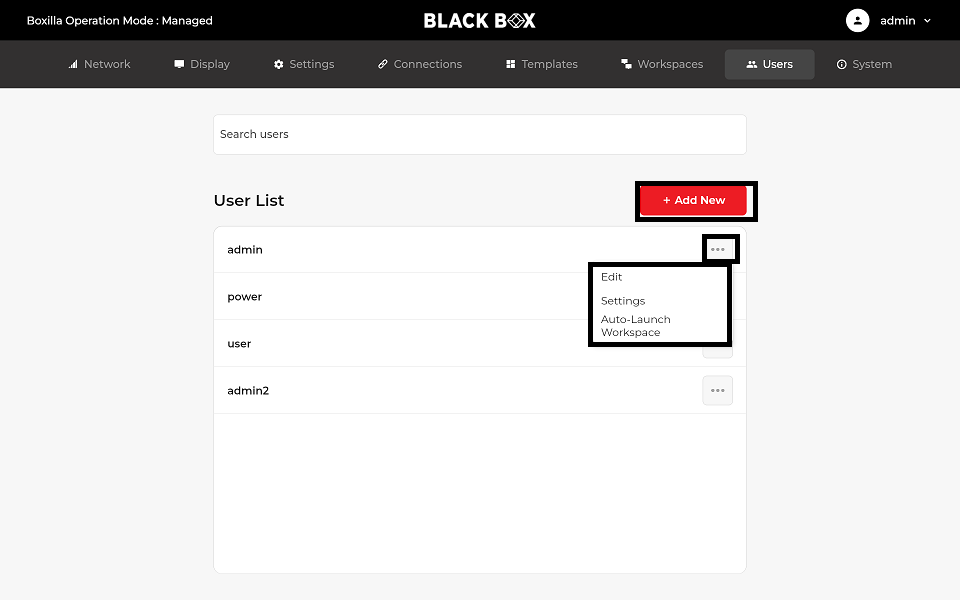 Boxilla Operation Mode : Managed
BLACK BOX
admin
Network
Display
Settings
Connections
Templates
Workspaces
Users
System
Search users
User List
+ Add New
admin
Edit
power
Settings
Auto-Launch
Workspace
user
admin2